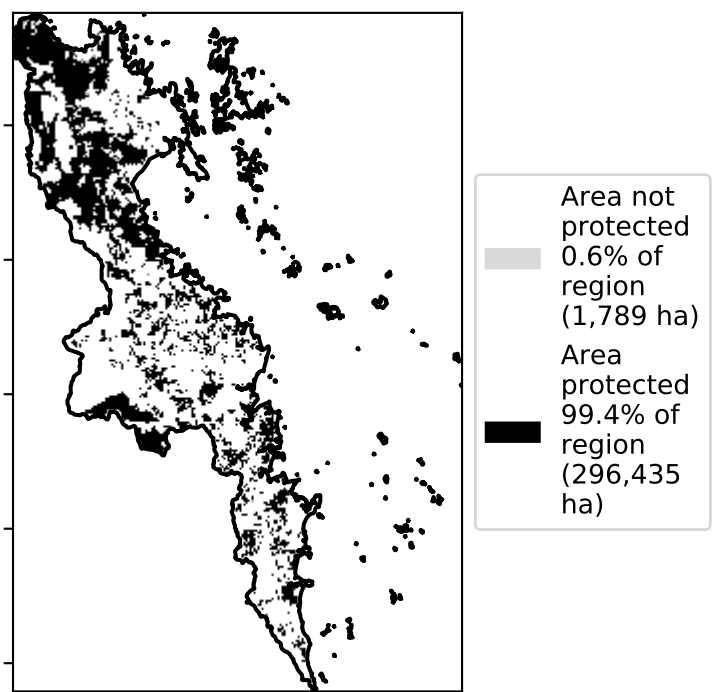 Area not
protected
0.6% of
region
(1,789 ha)
Area
protected
99.4% of
region
(296,435
ha)